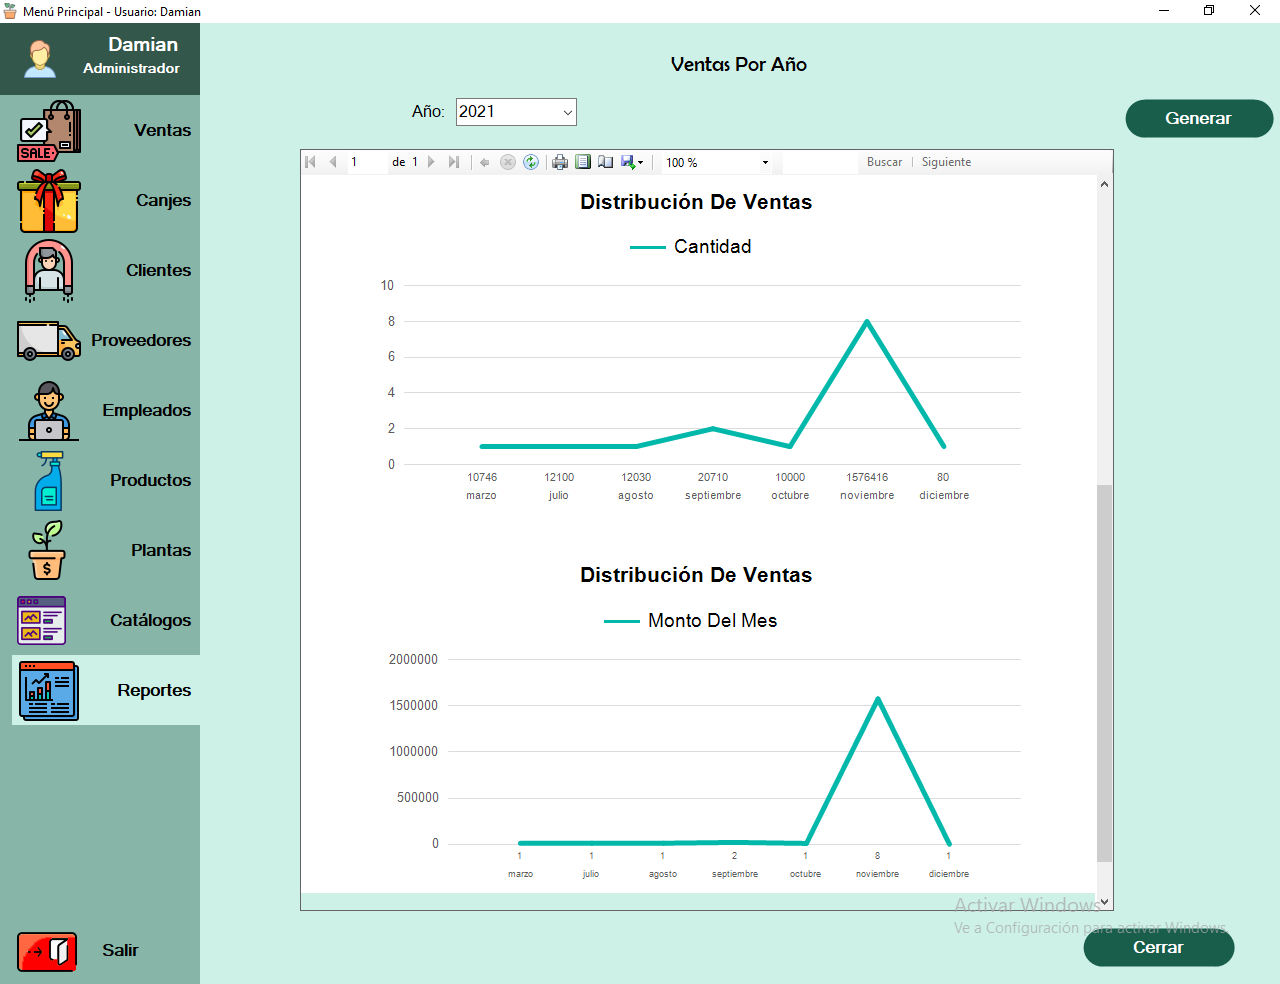 Menú Principal - Usuario: Damian
Damian
Administrador
Ventas
SALE
Canjes
Clientes
Proveedores
Empleados
Productos
Plantas
$
Catálogos
Reportes
Salir
Ventas Por Año
Año: 2021
Generar
1 de 1 100 % Buscar Siguiente
Distribución De Ventas
Cantidad
10
8
6
4
2
0
10746 12100 12030 20710 10000 1576416 80
marzo julio agosto septiembre octubre noviembre diciembre
Distribución De Ventas
Monto Del Mes
2000000
1500000
1000000
500000
0
1 1 1 2 1 8 1
marzo julio agosto septiembre octubre noviembre diciembre
Activar Windows
Ve a Configuración para activar Windows.
Cerrar